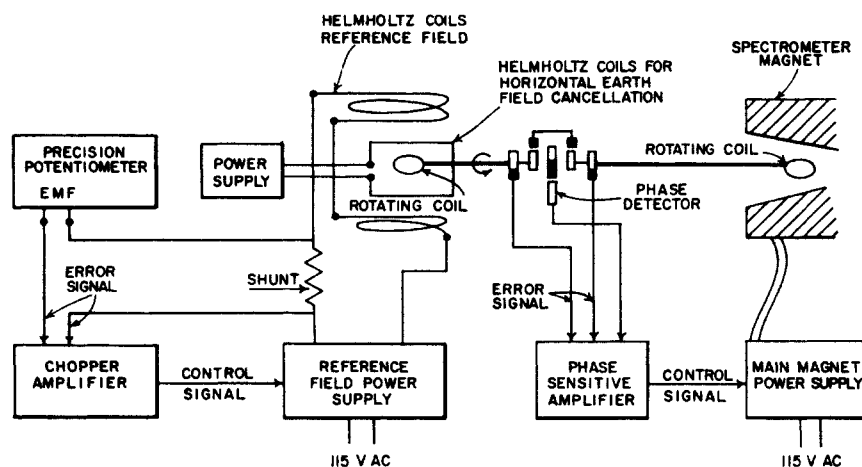 HELMHOLTZ COILS
REFERENCE FIELD
HELMHOLTZ COILS FOR
HORIZONTAL EARTH
FIELD CANCELLATION
SPECTROMETER
MAGNET
PRECISION
POTENTIOMETER
EMF
POWER
SUPPLY
ROTATING COIL
ROTATING COIL
PHASE
DETECTOR
SHUNT
ERROR
SIGNAL
ERROR
SIGNAL
CHOPPER
AMPLIFIER
CONTROL
SIGNAL
REFERENCE
FIELD POWER
SUPPLY
PHASE
SENSITIVE
AMPLIFIER
CONTROL
SIGNAL
MAIN MAGNET
POWER SUPPLY
115 V AC
115 V AC